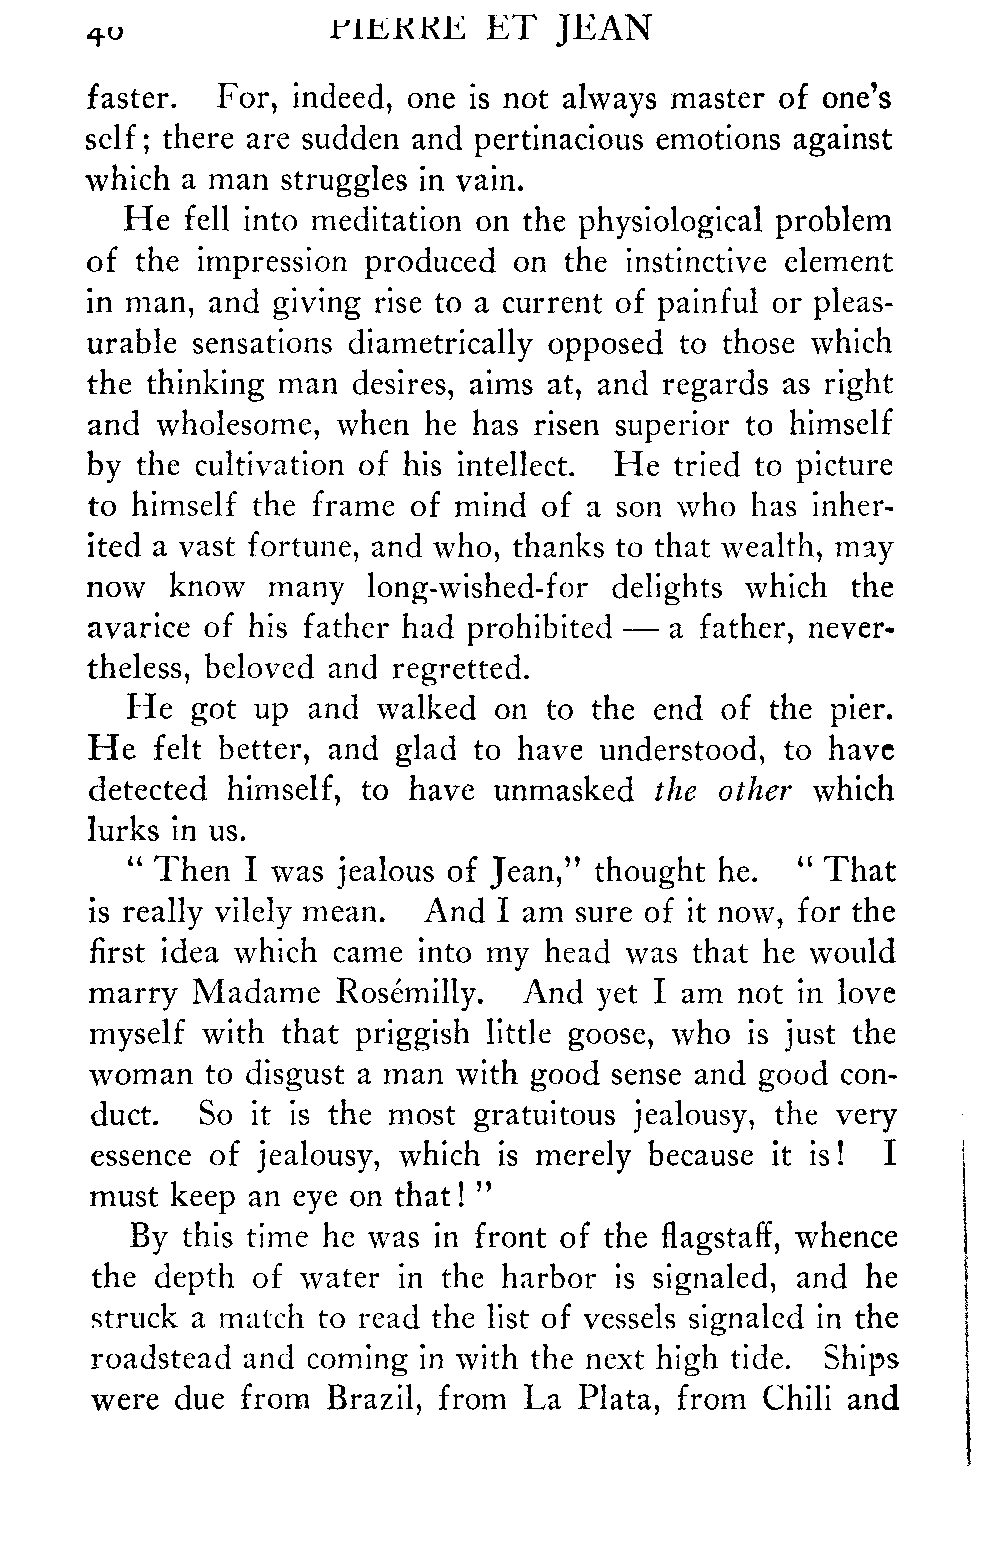 40 PIERRE ET JEAN
faster. For, indeed, one is not always master of one's
self; there are sudden and pertinacious emotions against
which a man struggles in vain.
He fell into meditation on the physiological problem
of the impression produced on the instinctive element
in man, and giving rise to a current of painful or pleas-
urable sensations diametrically opposed to those which
the thinking man desires, aims at, and regards as right
and wholesome, when he has risen superior to himself
by the cultivation of his intellect. He tried to picture
to himself the frame of mind of a son who has inher-
ited a vast fortune, and who, thanks to that wealth, may
now know many long-wished-for delights which the
avarice of his father had prohibited — a father, never-
theless, beloved and regretted.
He got up and walked on to the end of the pier.
He felt better, and glad to have understood, to have
detected himself, to have unmasked the other which
lurks in us.
“ Then I was jealous of Jean,” thought he. “ That
is really vilely mean. And I am sure of it now, for the
first idea which came into my head was that he would
marry Madame Rosémilly. And yet I am not in love
myself with that priggish little goose, who is just the
woman to disgust a man with good sense and good con-
duct. So it is the most gratuitous jealousy, the very
essence of jealousy, which is merely because it is! I
must keep an eye on that! ”
By this time he was in front of the flagstaff, whence
the depth of water in the harbor is signaled, and he
struck a match to read the list of vessels signaled in the
roadstead and coming in with the next high tide. Ships
were due from Brazil, from La Plata, from Chili and